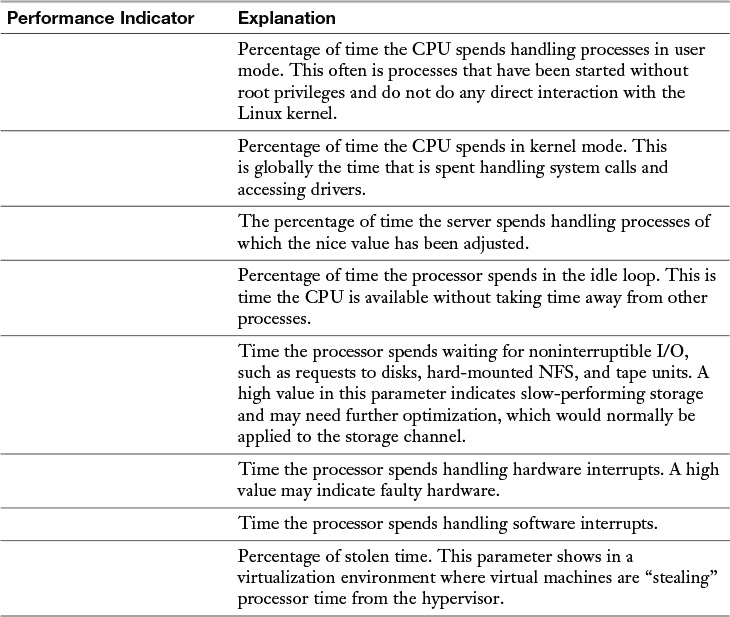 Performance Indicator Explanation
Percentage of time the CPU spends handling processes in user
mode. This often is processes that have been started without
root privileges and do not do any direct interaction with the
Linux kernel.
Percentage of time the CPU spends in kernel mode. This
is globally the time that is spent handling system calls and
accessing drivers.
The percentage of time the server spends handling processes of
which the nice value has been adjusted.
Percentage of time the processor spends in the idle loop. This is
time the CPU is available without taking time away from other
processes.
Time the processor spends waiting for noninterruptible I/O,
such as requests to disks, hard-mounted NFS, and tape units. A
high value in this parameter indicates slow-performing storage
and may need further optimization, which would normally be
applied to the storage channel.
Time the processor spends handling hardware interrupts. A high
value may indicate faulty hardware.
Time the processor spends handling software interrupts.
Percentage of stolen time. This parameter shows in a
virtualization environment where virtual machines are “stealing”
processor time from the hypervisor.